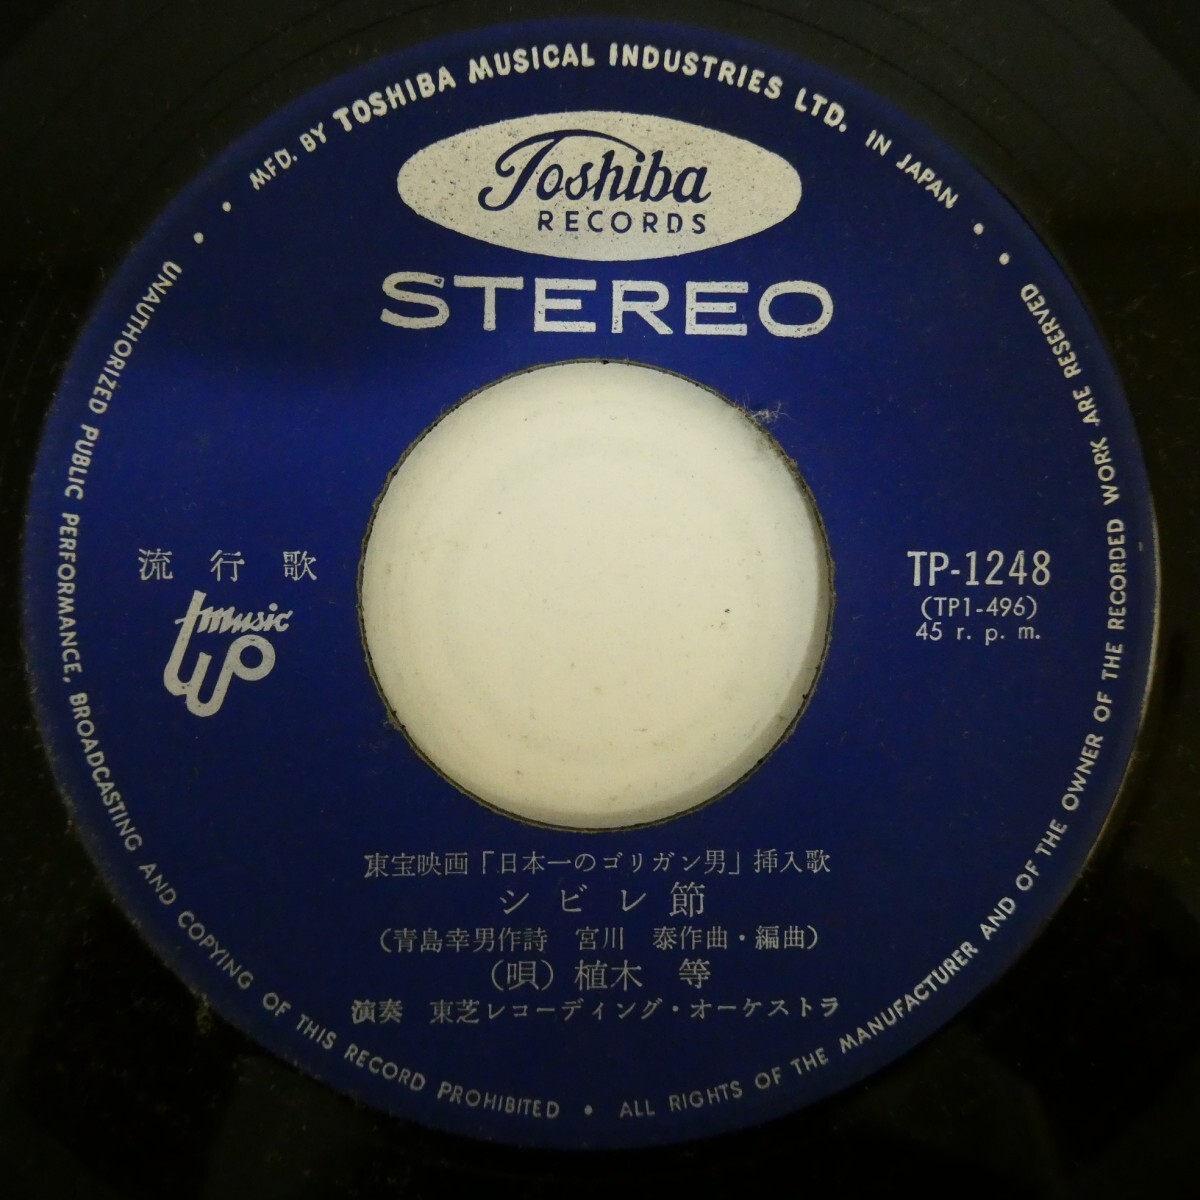 MFD. BY TOSHIBA MUSICAL INDUSTRIES LTD. IN JAPAN
Toshiba
RECORDS
STEREO
流行歌
music
TP-1248
(TP1-496)
45 r. p. m.
東宝映画「日本一のゴリガン男」挿入歌
シビレ節
(青島幸男作詩 宮川 泰作曲・編曲)
(唄) 植木 等
演奏 東芝レコーディング・オーケストラ
UNAUTHORIZED PUBLIC PERFORMANCE, BROADCASTING AND COPYING OF THIS RECORD PROHIBITED • ALL RIGHTS OF THE MANUFACTURER AND OF THE OWNER OF THE RECORDED WORK ARE RESERVED